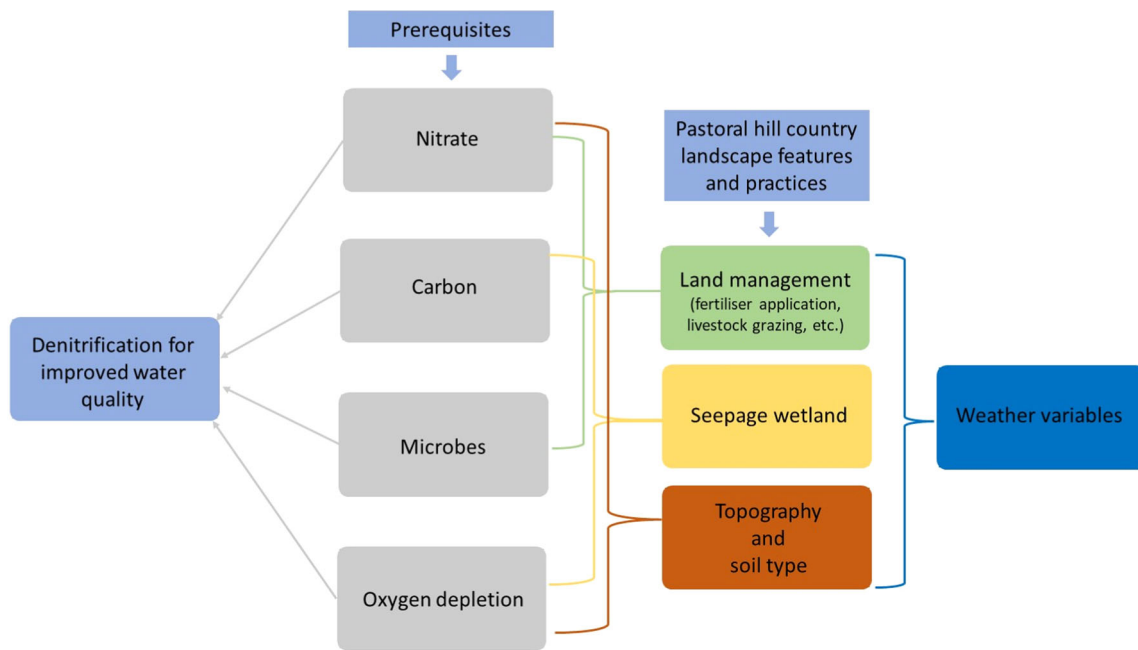 Prerequisites
Nitrate
Carbon
Microbes
Oxygen depletion
Denitrification for
improved water
quality
Pastoral hill country
landscape features
and practices
Land management
(fertiliser application,
livestock grazing, etc.)
Seepage wetland
Topography
and
soil type
Weather variables